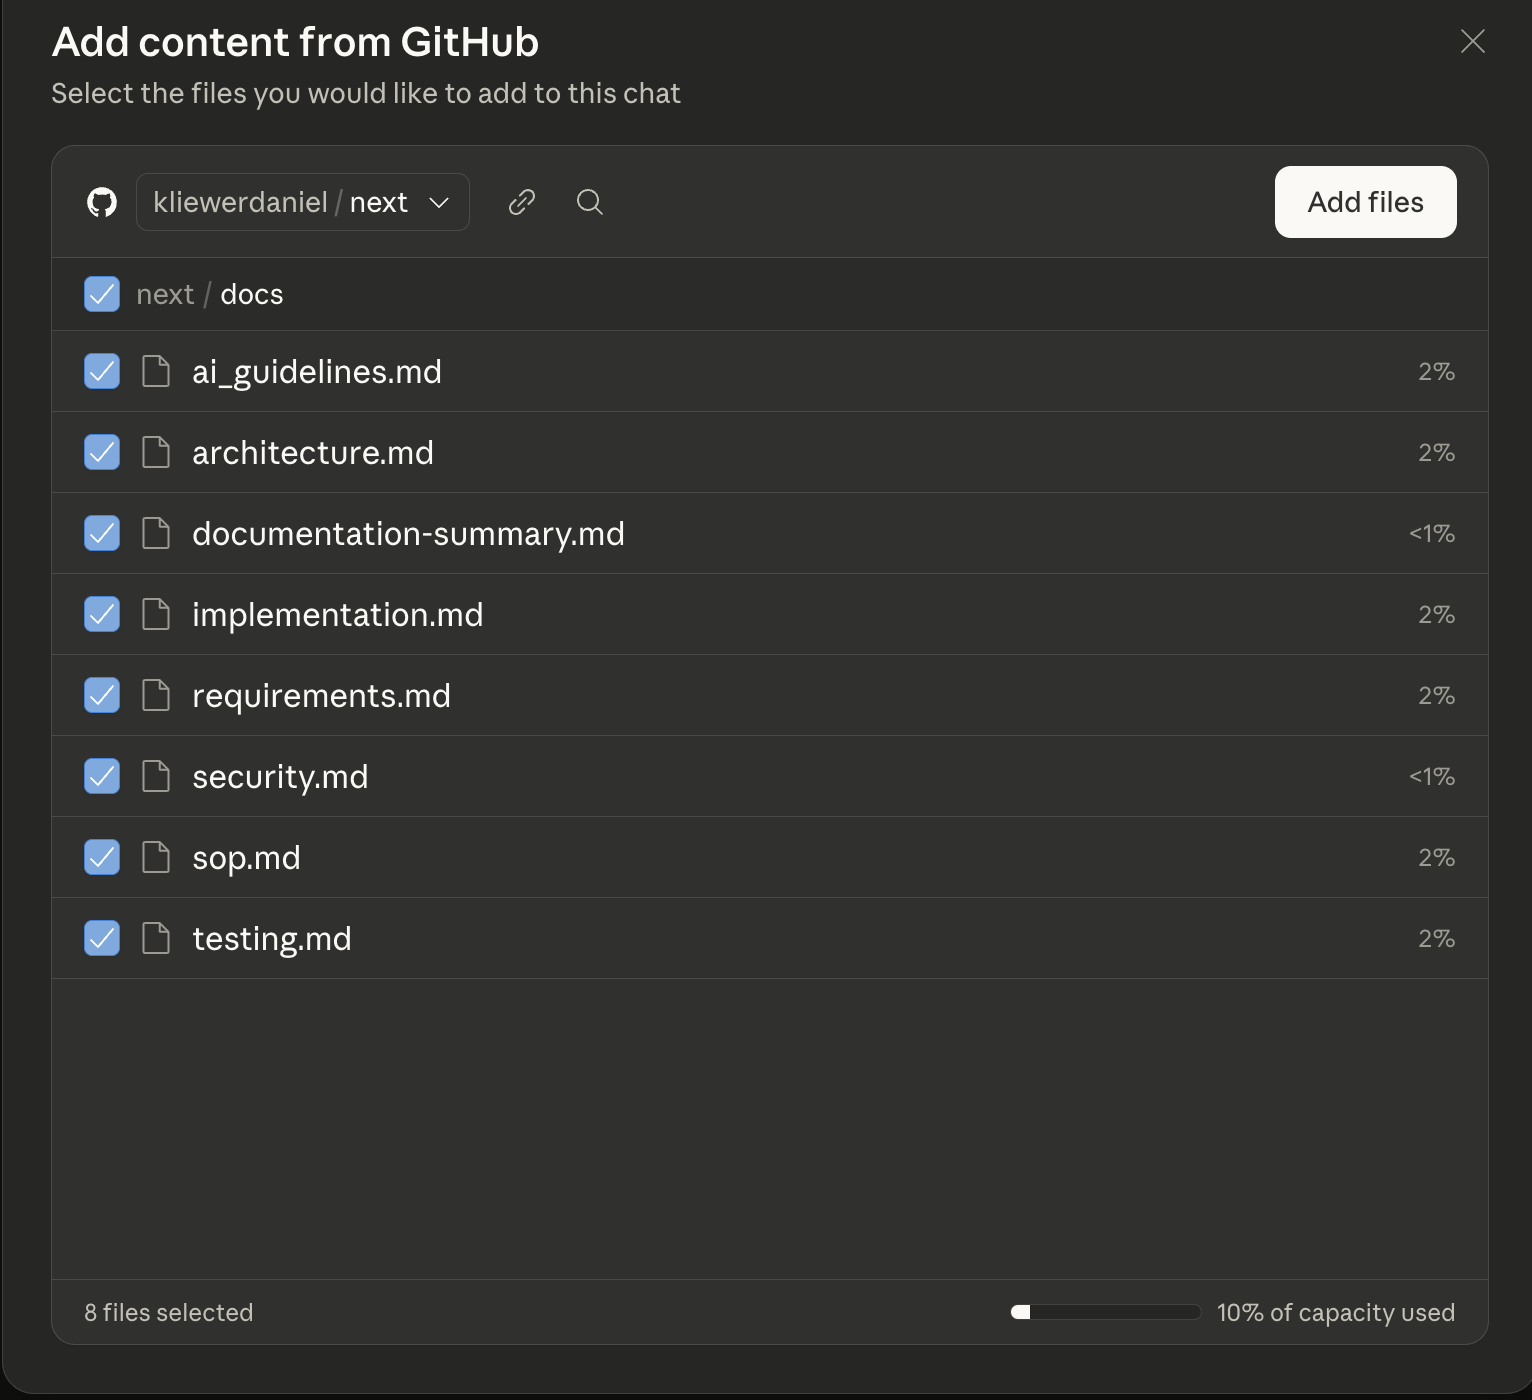 Add content from GitHub
Select the files you would like to add to this chat
kliewerdaniel / next
Add files
next / docs
ai_guidelines.md 2%
architecture.md 2%
documentation-summary.md <1%
implementation.md 2%
requirements.md 2%
security.md <1%
sop.md 2%
testing.md 2%
8 files selected 10% of capacity used